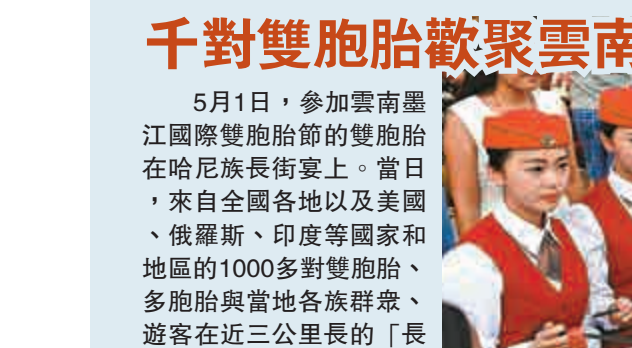 千對雙胞胎歡聚雲南
5月1日，參加雲南墨
江國際雙胞胎節的雙胞胎
在哈尼族長街宴上。當日
，來自全國各地以及美國
、俄羅斯、印度等國家和
地區的1000多對雙胞胎、
多胞胎與當地各族群衆、
遊客在近三公里長的「長